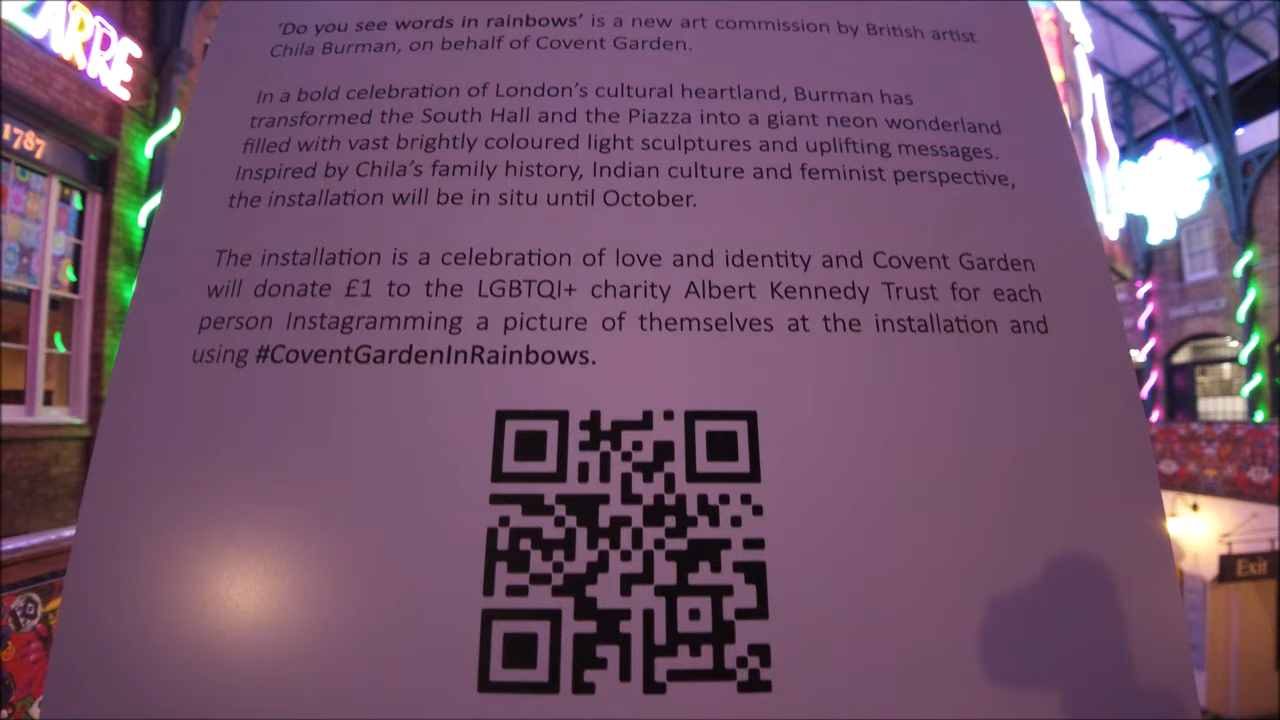 ZARRE
1787
'Do you see words in rainbows' is a new art commission by British artist
Chila Burman, on behalf of Covent Garden.
In a bold celebration of London's cultural heartland, Burman has
transformed the South Hall and the Piazza into a giant neon wonderland
filled with vast brightly coloured light sculptures and uplifting messages.
Inspired by Chila's family history, Indian culture and feminist perspective,
the installation will be in situ until October.
The installation is a celebration of love and identity and Covent Garden
will donate £1 to the LGBTQI+ charity Albert Kennedy Trust for each
person Instagramming a picture of themselves at the installation and
using #CoventGardenInRainbows.
Exit